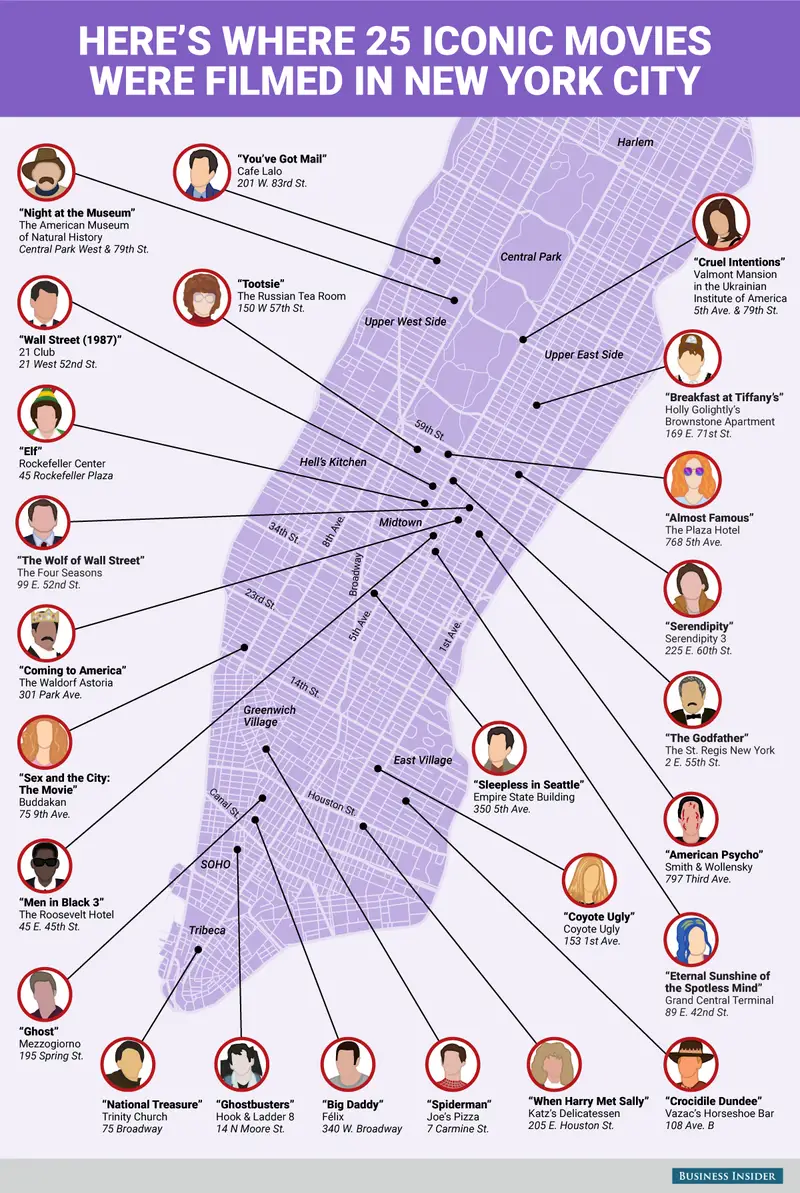 HERE'S WHERE 25 ICONIC MOVIES
WERE FILMED IN NEW YORK CITY
"Night at the Museum"
The American Museum
of Natural History
Central Park West & 79th St.
"You've Got Mail"
Cafe Lalo
201 W. 83rd St.
"Wall Street (1987)"
21 Club
21 West 52nd St.
"Tootsie"
The Russian Tea Room
150 W 57th St.
"Elf"
Rockefeller Center
45 Rockefeller Plaza
"The Wolf of Wall Street"
The Four Seasons
99 E. 52nd St.
"Coming to America"
The Waldorf Astoria
301 Park Ave.
"Sex and the City:
The Movie"
Buddakan
75 9th Ave.
"Men in Black 3"
The Roosevelt Hotel
45 E. 45th St.
"Ghost"
Mezzogiorno
195 Spring St.
Harlem
Central Park
Upper West Side
Upper East Side
59th St.
Hell's Kitchen
Midtown
34th St.
8th Ave.
Broadway
23rd St.
5th Ave.
1st Ave.
14th St.
Greenwich
Village
East Village
Canal St.
Houston St.
SOHO
Tribeca
"Cruel Intentions"
Valmont Mansion
in the Ukrainian
Institute of America
5th Ave. & 79th St.
"Breakfast at Tiffany's"
Holly Golightly's
Brownstone Apartment
169 E. 71st St.
"Almost Famous"
The Plaza Hotel
768 5th Ave.
"Serendipity"
Serendipity 3
225 E. 60th St.
"The Godfather"
The St. Regis New York
2 E. 55th St.
"Sleepless in Seattle"
Empire State Building
350 5th Ave.
"American Psycho"
Smith & Wollensky
797 Third Ave.
"Coyote Ugly"
Coyote Ugly
153 1st Ave.
"Eternal Sunshine of
the Spotless Mind"
Grand Central Terminal
89 E. 42nd St.
"National Treasure"
Trinity Church
75 Broadway
"Ghostbusters"
Hook & Ladder 8
14 N Moore St.
"Big Daddy"
Félix
340 W. Broadway
"Spiderman"
Joe's Pizza
7 Carmine St.
"When Harry Met Sally"
Katz's Delicatessen
205 E. Houston St.
"Crocidile Dundee"
Vazac's Horseshoe Bar
108 Ave. B
BUSINESS INSIDER